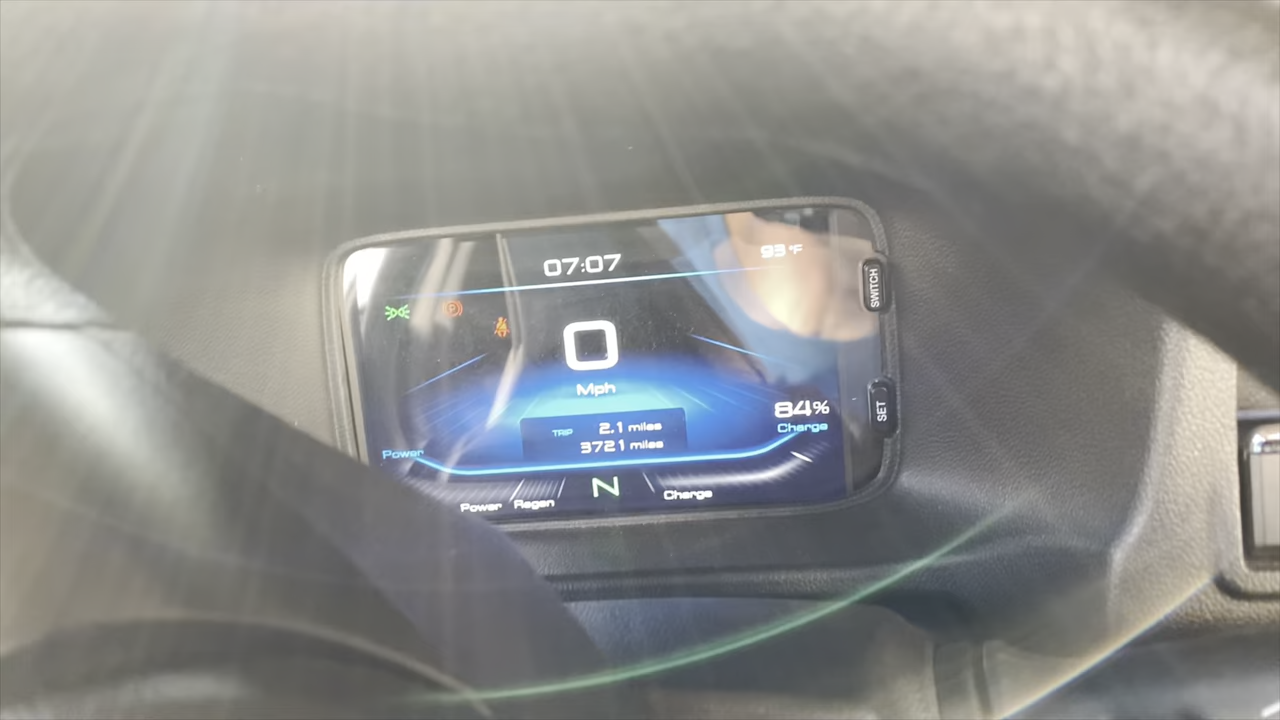 07:07
93 °F
SWITCH
0
Mph
84%
Charge
SET
TRIP 2.1 miles
3721 miles
Power
N
Power Regen Charge